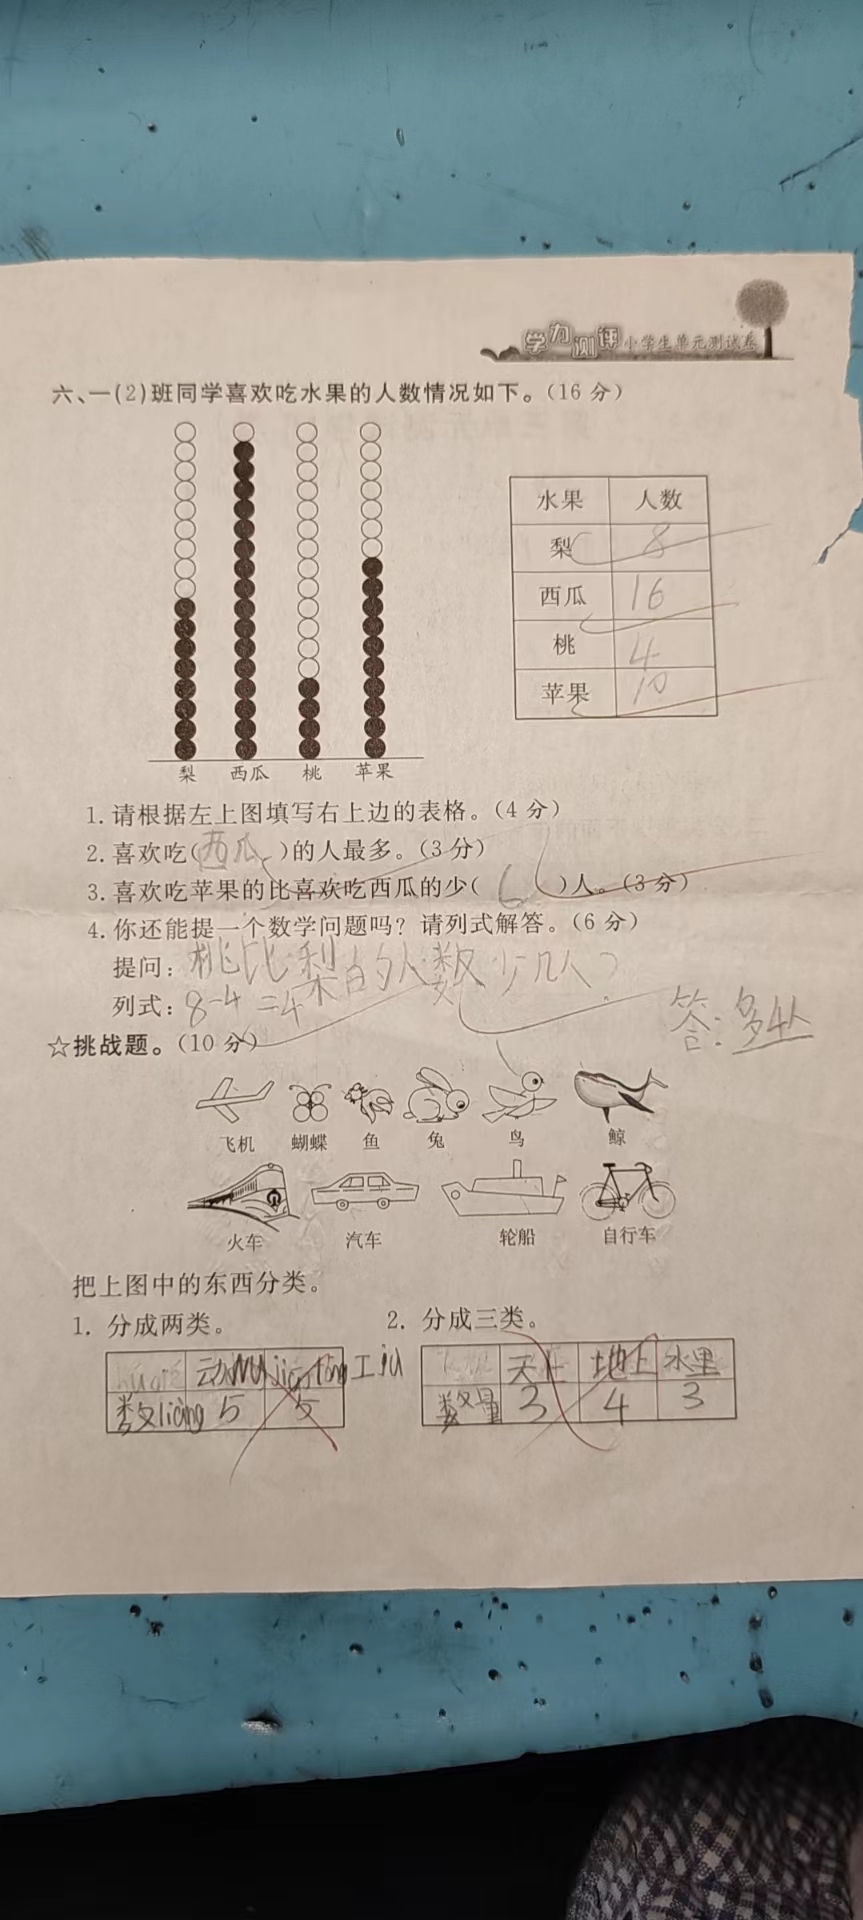 学力测评 小学生单元测试卷
六、一(2)班同学喜欢吃水果的人数情况如下。(16 分)
水果 人数
梨 8
西瓜 16
桃 4
苹果 10
梨 西瓜 桃 苹果
1.请根据左上图填写右上边的表格。(4 分)
2.喜欢吃(西瓜)的人最多。(3 分)
3.喜欢吃苹果的比喜欢吃西瓜的少(6)人。(3 分)
4.你还能提一个数学问题吗?请列式解答。(6 分)
提问:桃比梨的人数少几人?
列式:8-4=4
答:多4人
☆挑战题。(10 分)
飞机 蝴蝶 鱼 兔 鸟 鲸
火车 汽车 轮船 自行车
把上图中的东西分类。
1. 分成两类。 2. 分成三类。
动wu jiao tong工ju
数liang 5 5
天上 地上 水里
数量 3 4 3